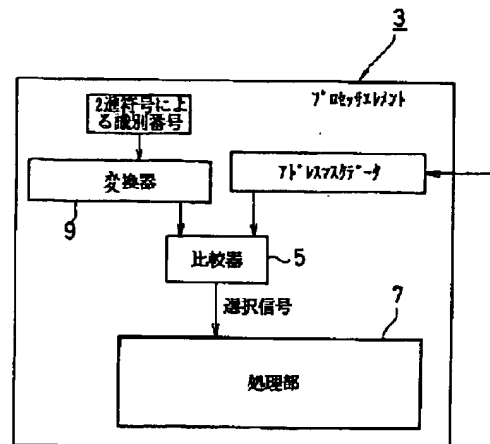 3
プロセッサエレメント
2進符号によ
る識別番号
変換器
アドレスマスクデータ
9
比較器
5
選択信号
7
処理部